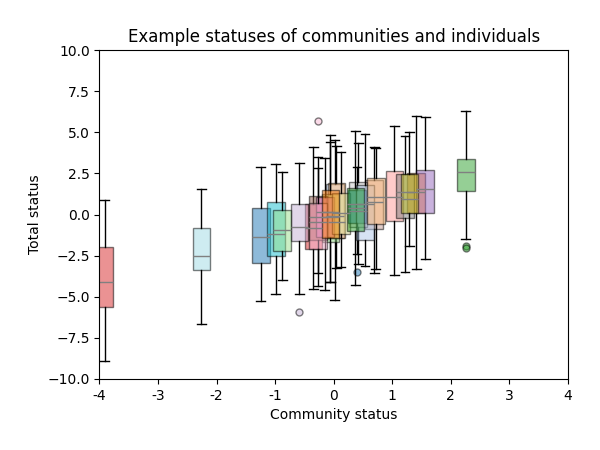 Example statuses of communities and individuals
10.0
7.5
5.0
2.5
0.0
−2.5
−5.0
−7.5
−10.0
Total status
-4 -3 -2 -1 0 1 2 3 4
Community status